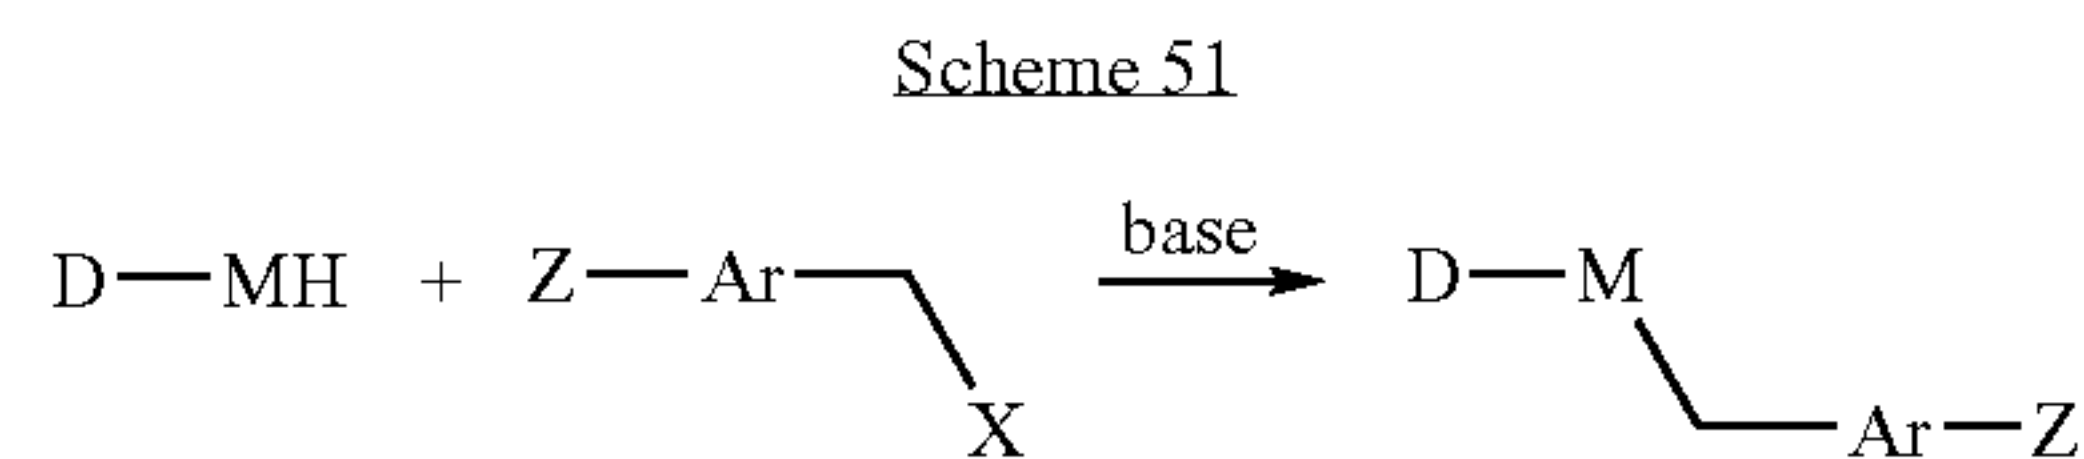 Scheme 51
base
D—MH + Z—Ar D—M
X Ar—Z